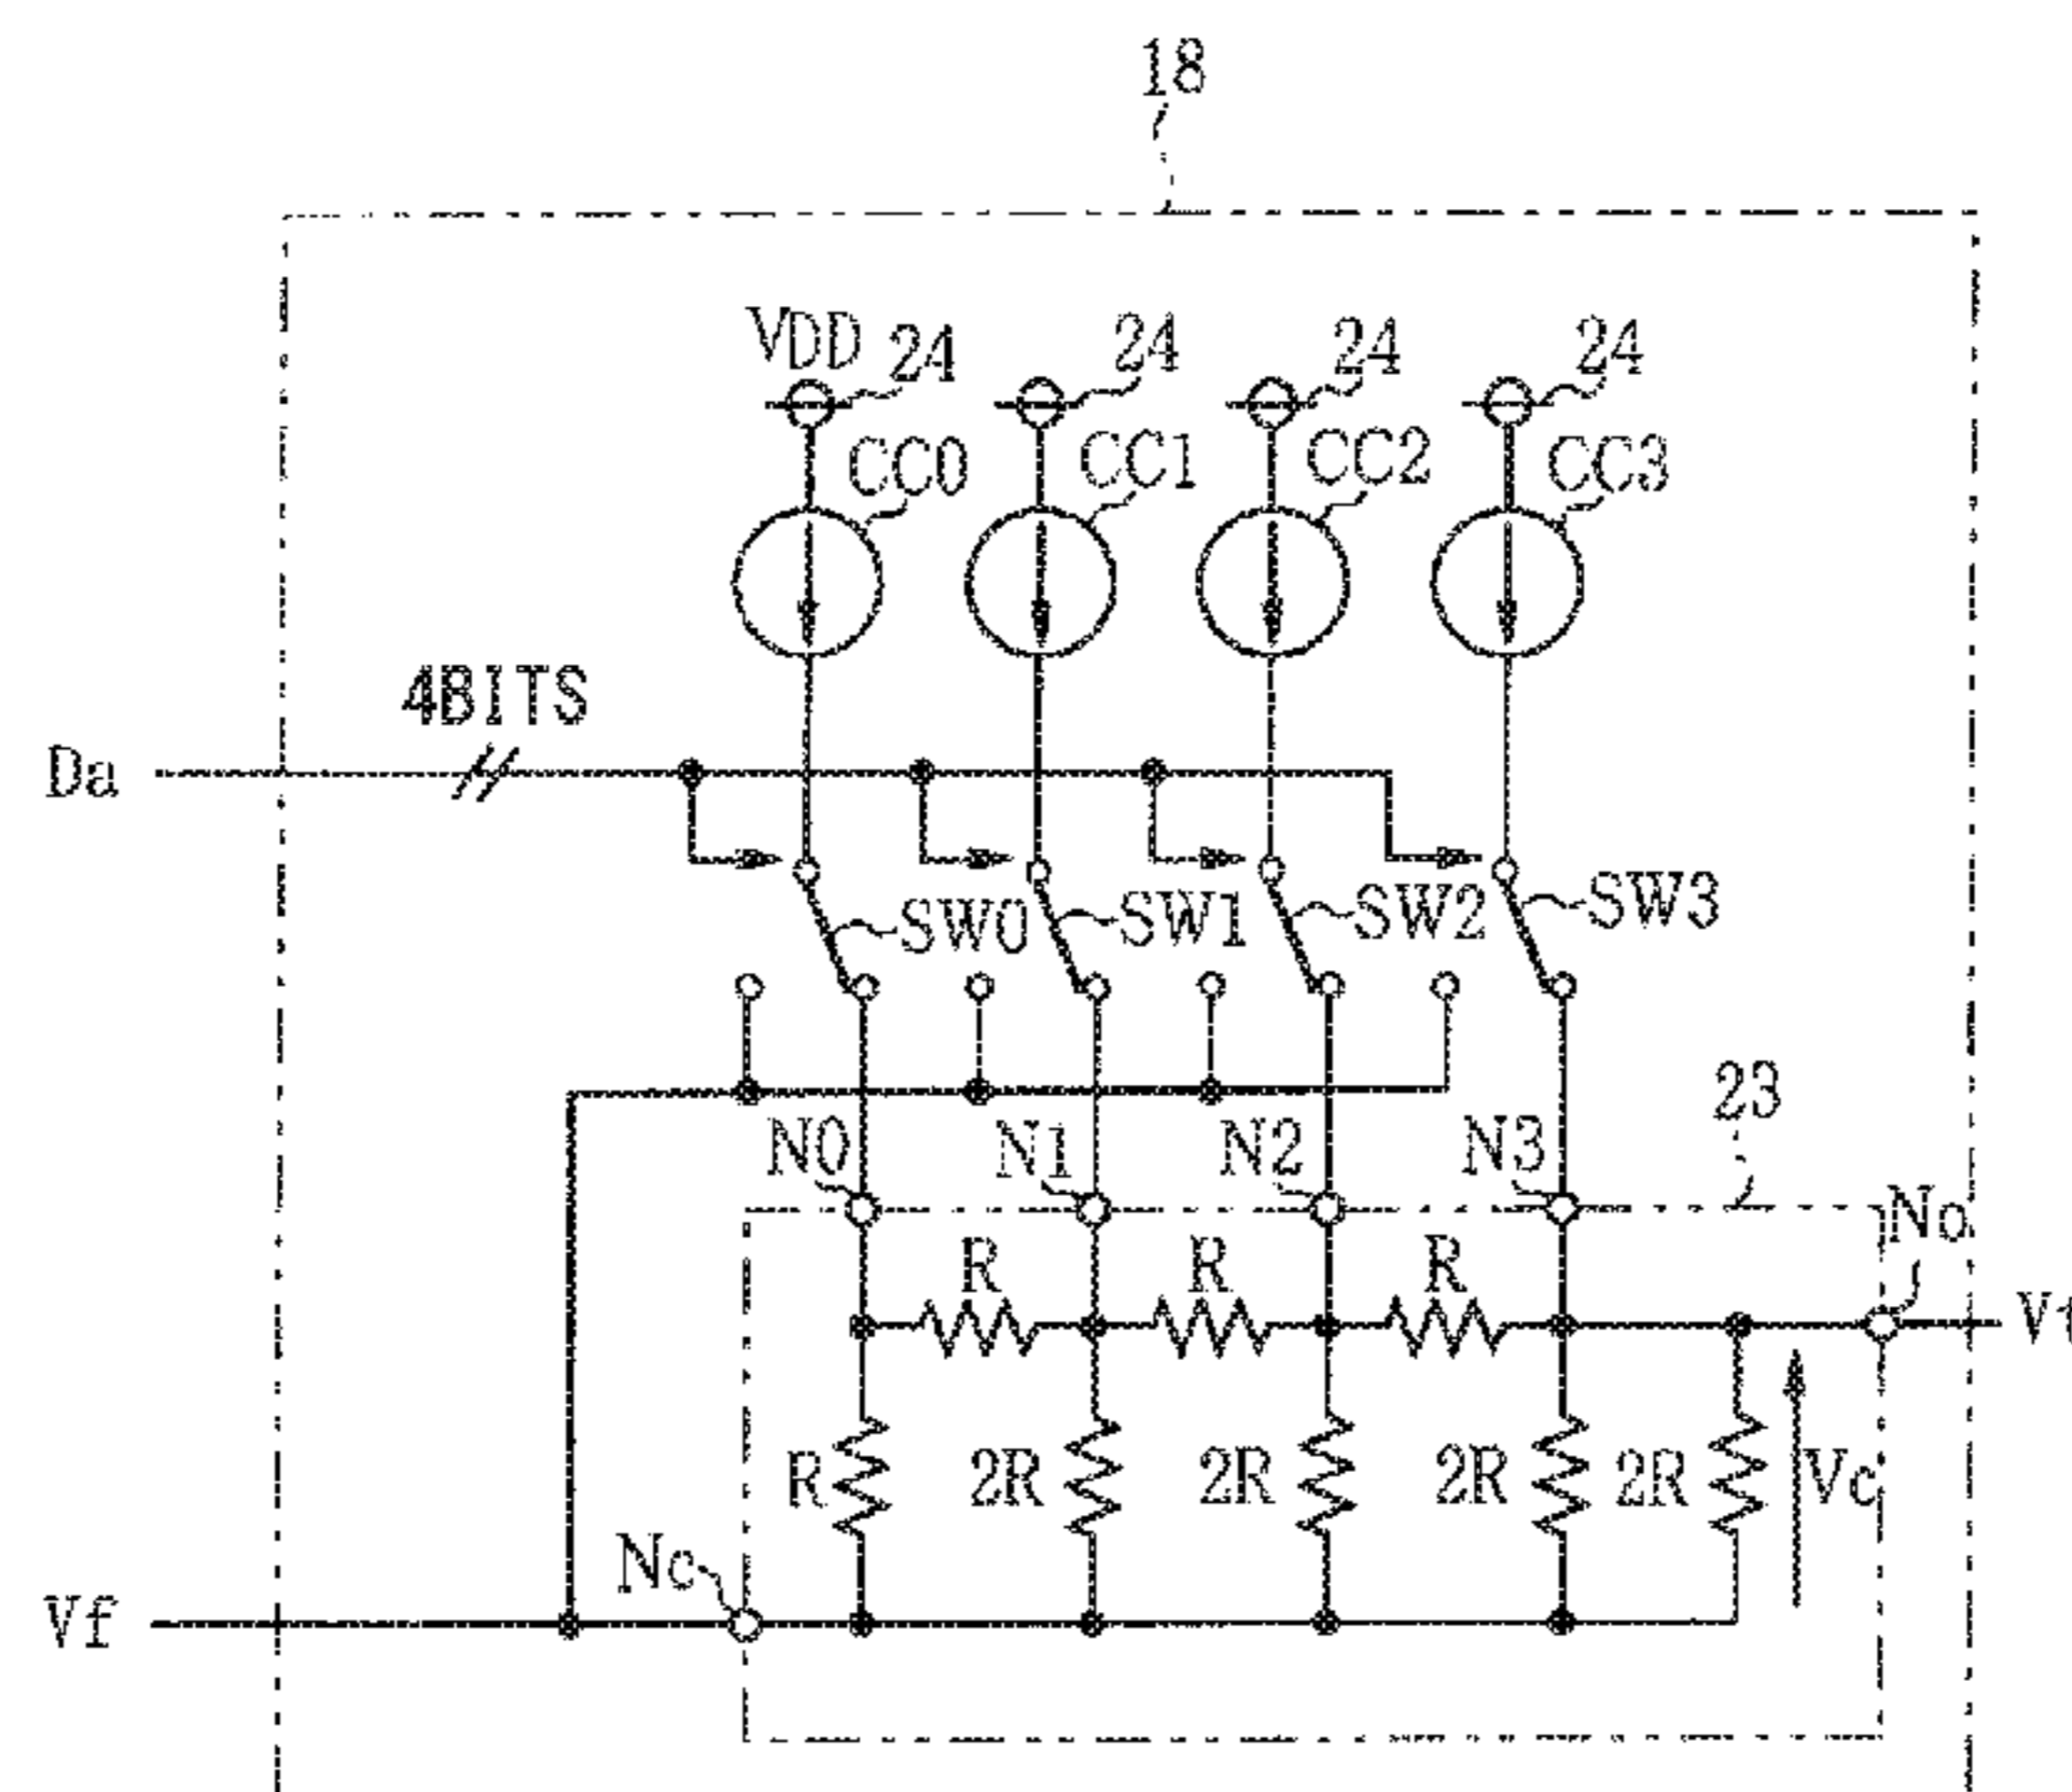 18
VDD 24 24 24 24
CC0 CC1 CC2 CC3
4BITS
Da
SW0 SW1 SW2 SW3
23
N0 N1 N2 N3 No
R R R
R 2R 2R 2R 2R Vc
Nc
Vf